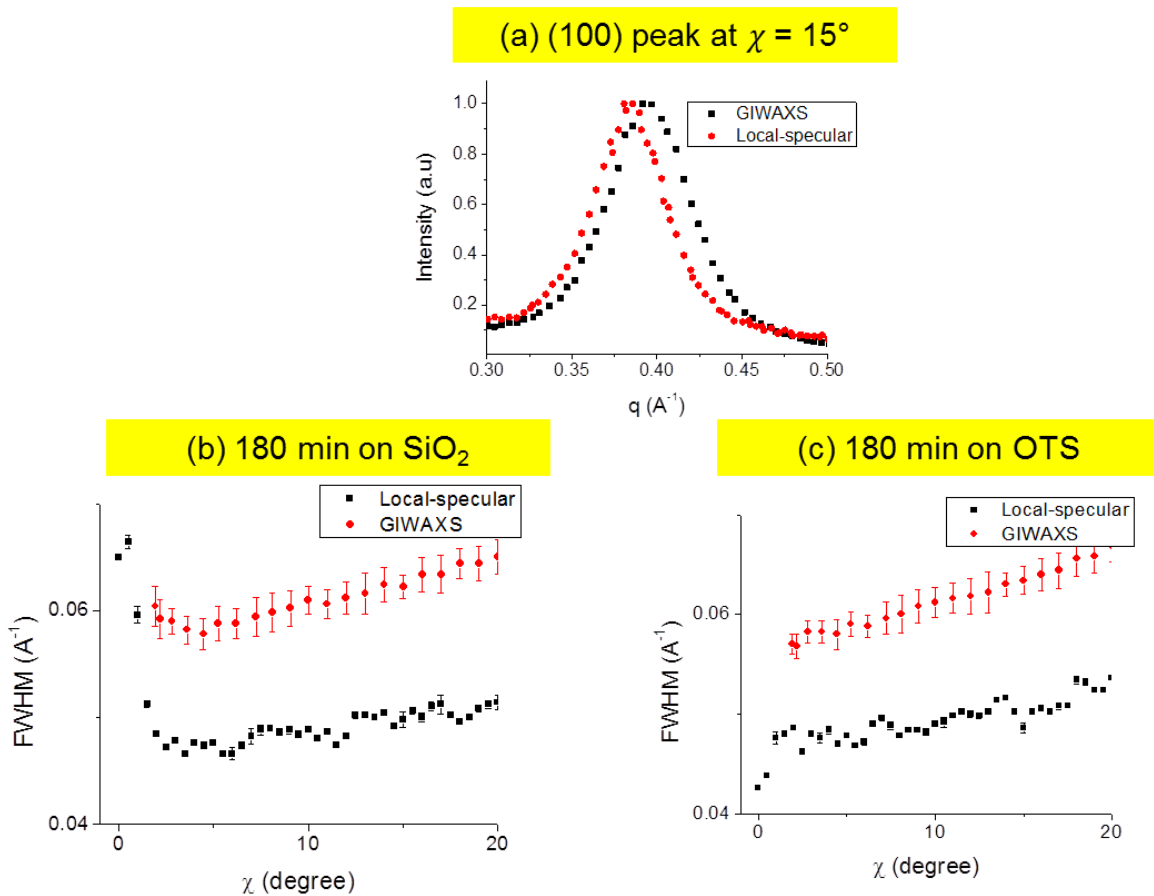 (a) (100) peak at χ = 15°
GIWAXS
Local-specular
1.0
0.8
0.6
0.4
0.2
Intensity (a.u)
0.30
0.35
0.40
0.45
0.50
q (A⁻¹)
(b) 180 min on SiO₂
Local-specular
GIWAXS
0.06
0.04
FWHM (A⁻¹)
0
10
20
χ (degree)
(c) 180 min on OTS
Local-specular
GIWAXS
0.06
0.04
FWHM (A⁻¹)
0
10
20
χ (degree)